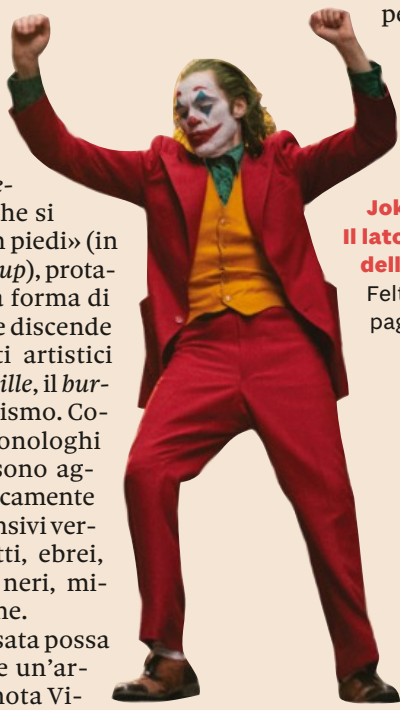 pe
e-
he si
n piedi» (in
up), prota-
a forma di
e discende
ti artistici
ille, il bur-
ismo. Co-
onologhi
sono ag-
camente
nsivi ver-
tti, ebrei,
neri, mi-
ne.
sata possa
e un'ar-
nota Vi-
Jok
Il lato
dell
Felt
pag